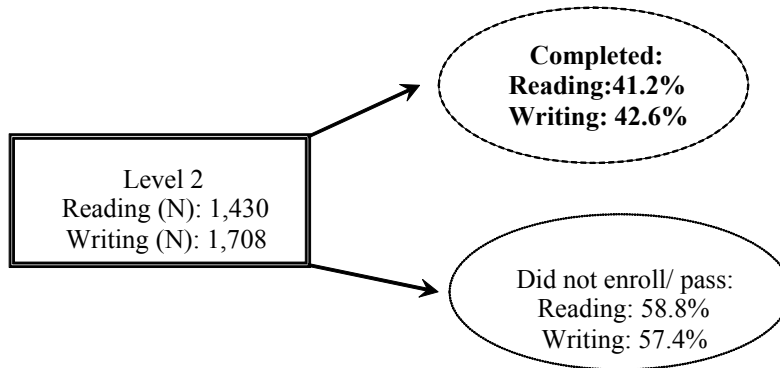 Completed:
Reading:41.2%
Writing: 42.6%
Level 2
Reading (N): 1,430
Writing (N): 1,708
Did not enroll/ pass:
Reading: 58.8%
Writing: 57.4%